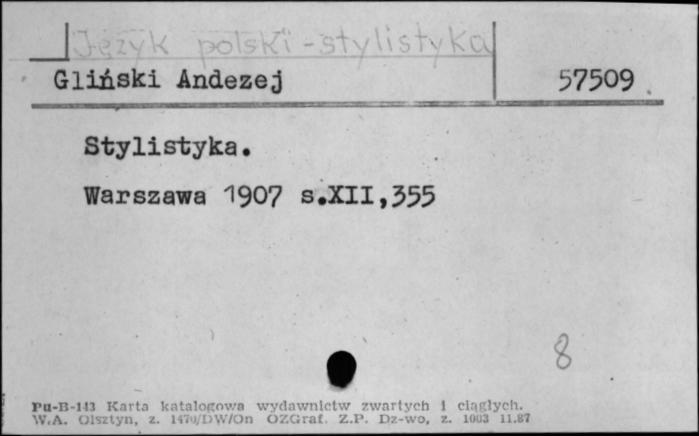 Język polski - stylistyka
Gliński Andezej 57509
Stylistyka.
Warszawa 1907 s.XII,355
8
Pu-B-143 Karta katalogowa wydawnictw zwartych i ciągłych.
W.A. Olsztyn, z. 1470/DW/On OZGraf. Z.P. Dz-wo, z. 1003 11.87